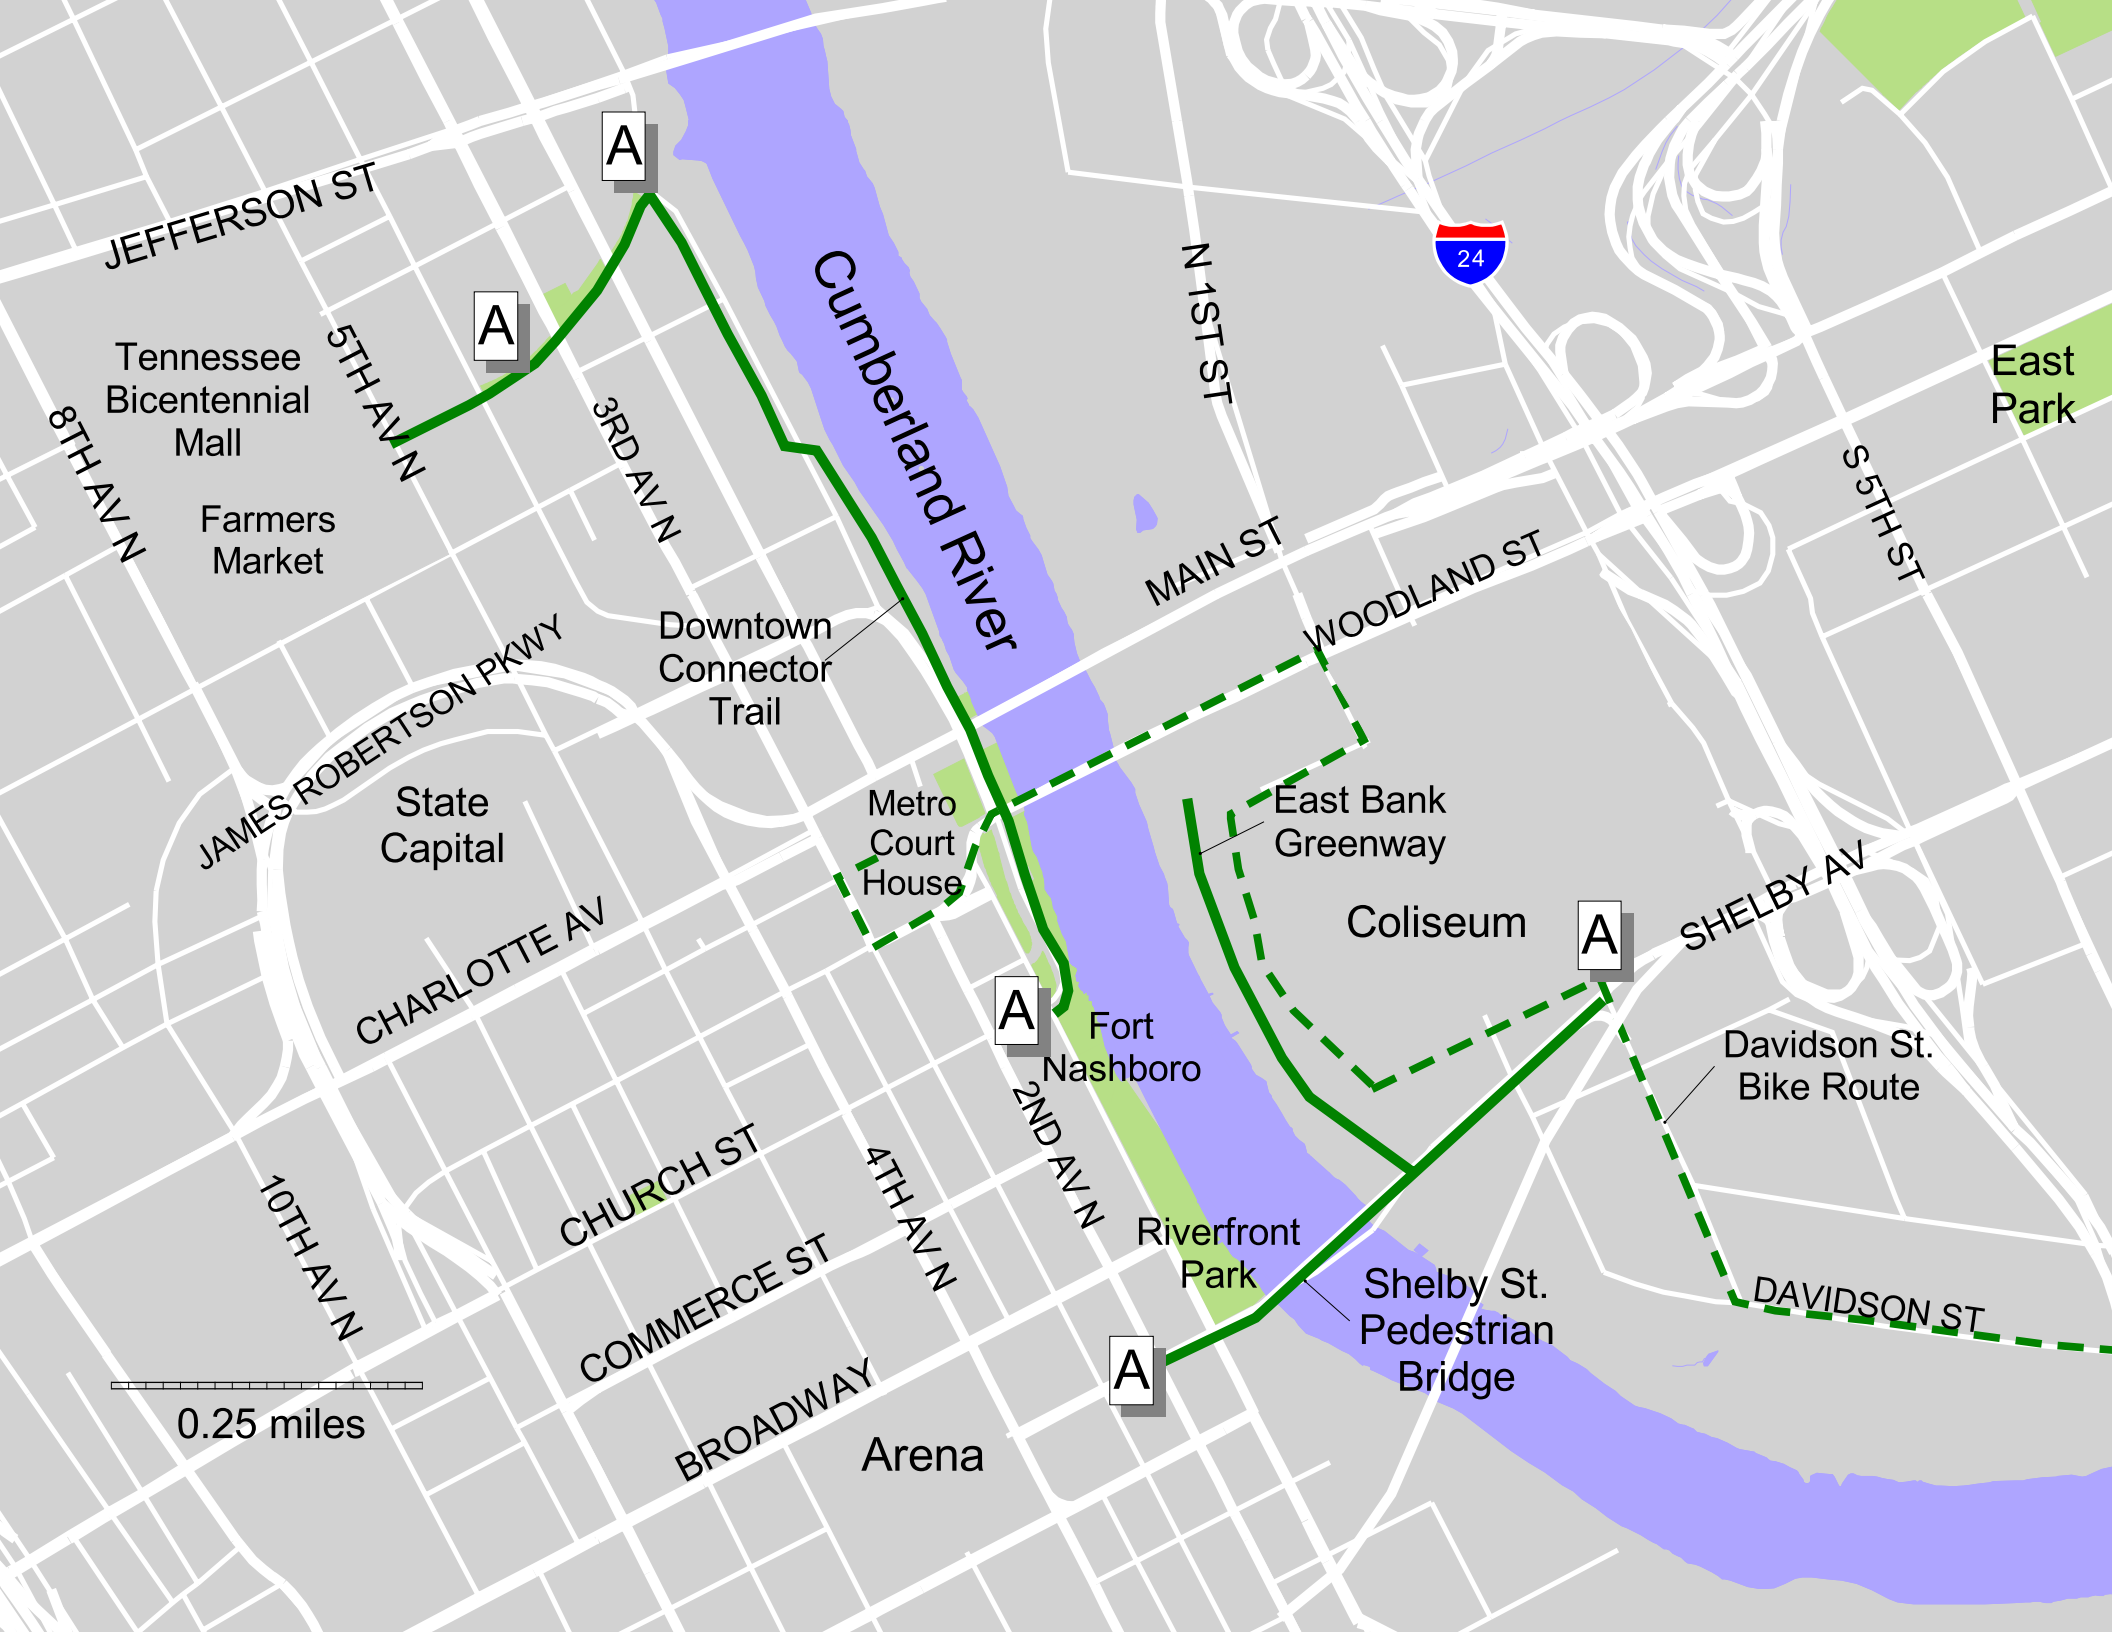 A
JEFFERSON ST
24
N 1ST ST
Cumberland River
A
Tennessee
Bicentennial
Mall
5TH AV N
East
Park
8TH AV N
3RD AV N
Farmers
Market
S 5TH ST
MAIN ST
WOODLAND ST
Downtown
Connector
Trail
JAMES ROBERTSON PKWY
State
Capital
Metro
Court
House
East Bank
Greenway
Coliseum
A
SHELBY AV
CHARLOTTE AV
A
Fort
Nashboro
Davidson St.
Bike Route
2ND AV N
CHURCH ST
4TH AV N
10TH AV N
Riverfront
Park
COMMERCE ST
Shelby St.
Pedestrian
Bridge
DAVIDSON ST
A
0.25 miles
BROADWAY
Arena